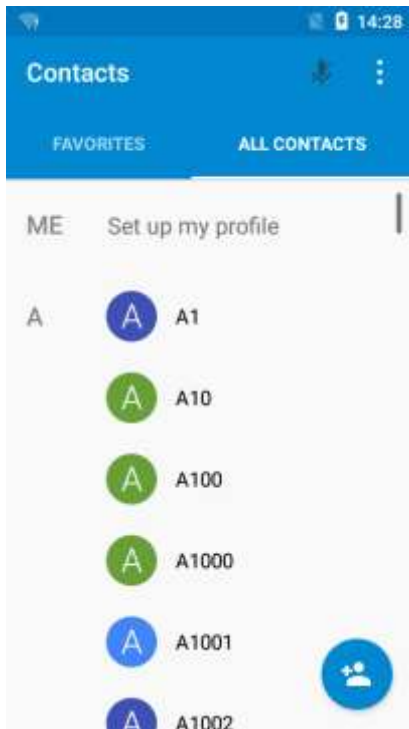 14:28
Contacts
FAVORITES ALL CONTACTS
ME Set up my profile
A A A1
A A10
A A100
A A1000
A A1001
A A1002